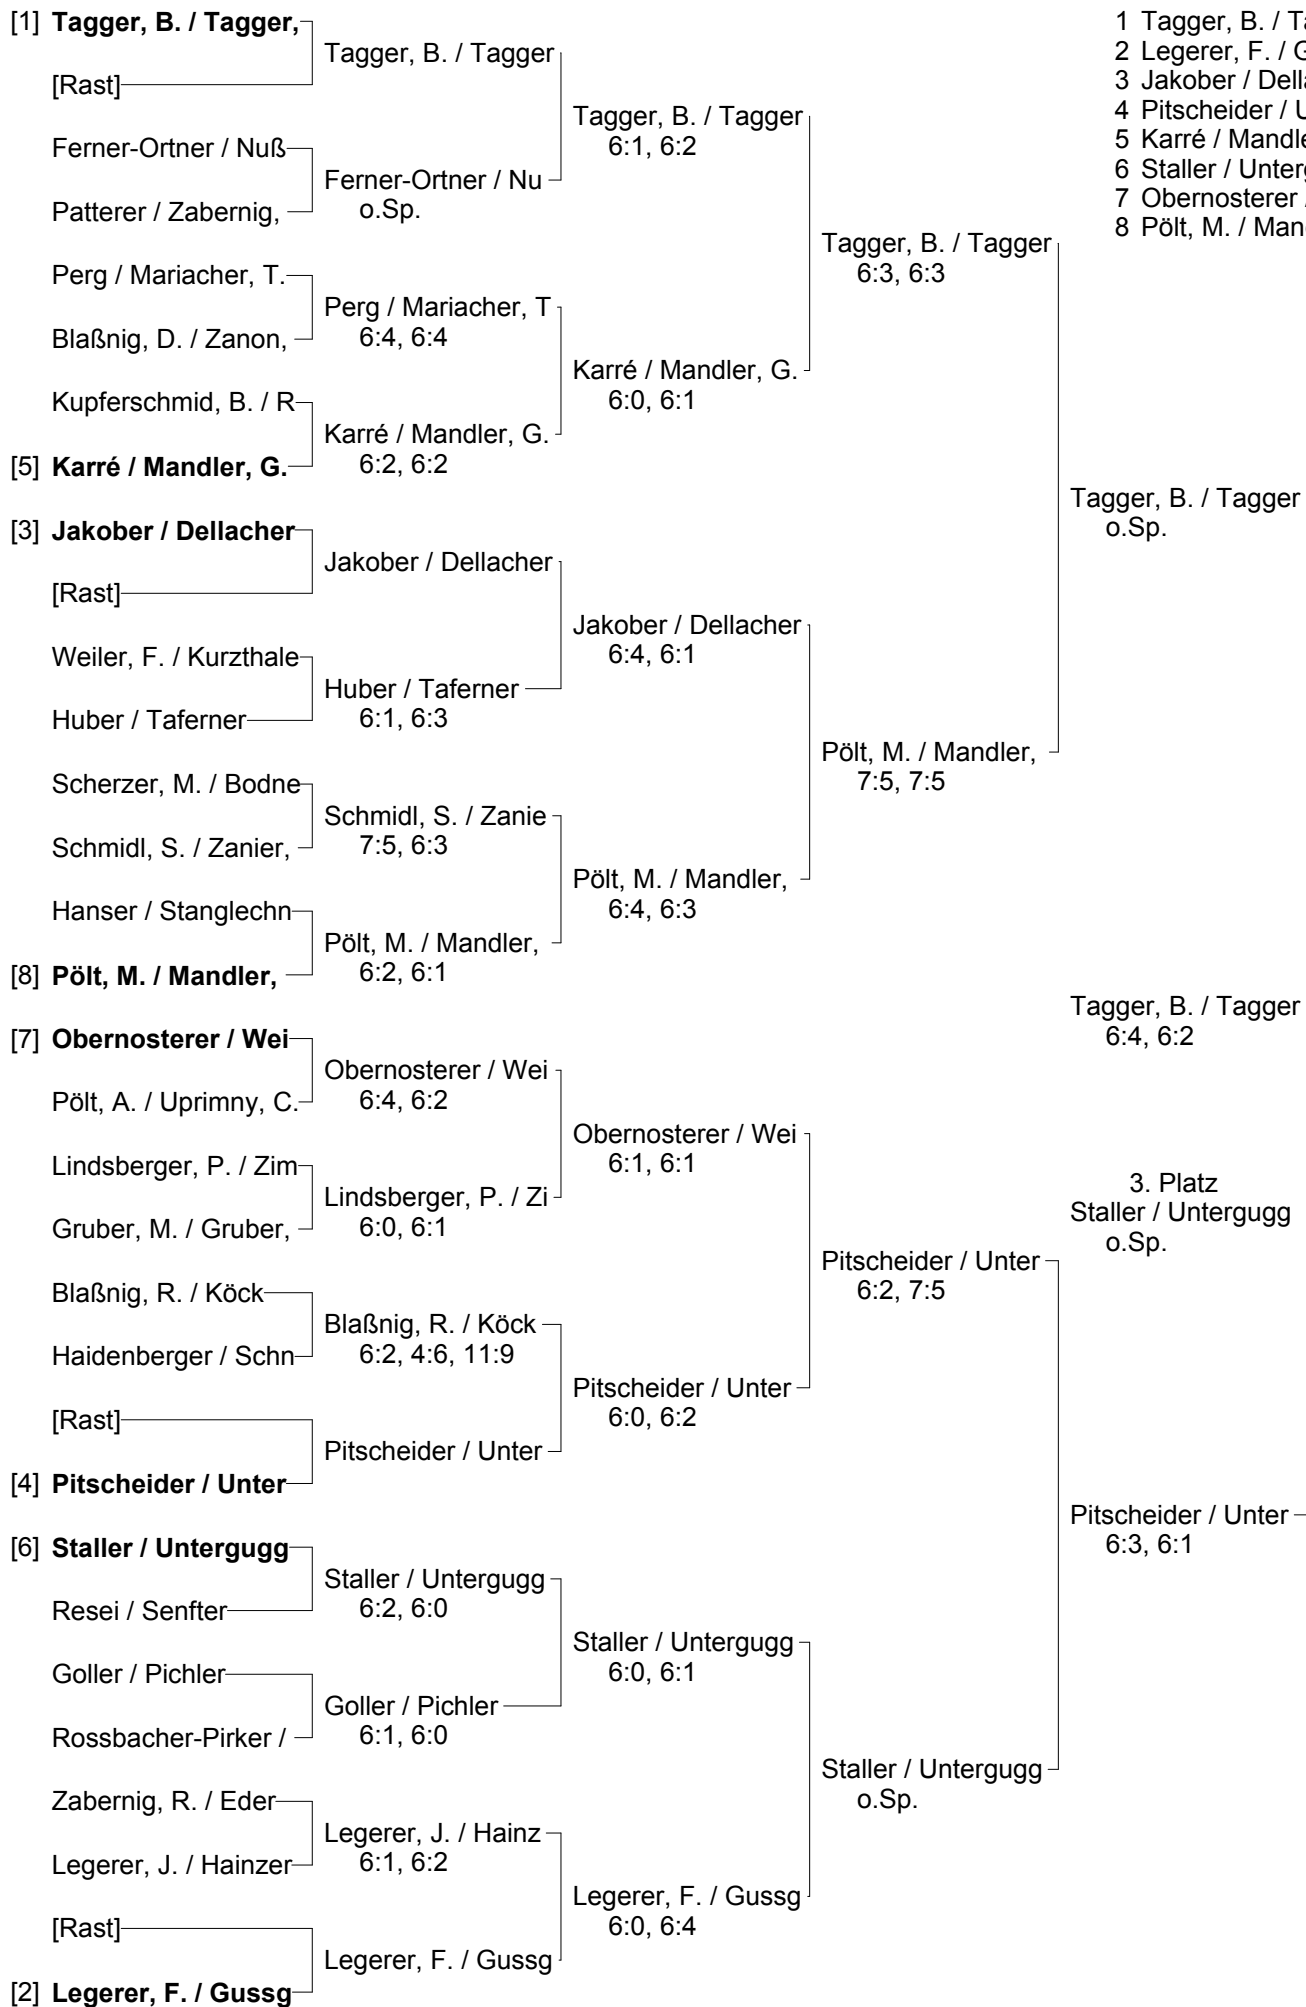 [1] Tagger, B. / Tagger,
[Rast]
Ferner-Ortner / Nuß
Patterer / Zabernig,
Perg / Mariacher, T.
Blaßnig, D. / Zanon,
Kupferschmid, B. / R
[5] Karré / Mandler, G.
[3] Jakober / Dellacher
[Rast]
Weiler, F. / Kurzthale
Huber / Taferner
Scherzer, M. / Bodne
Schmidl, S. / Zanier,
Hanser / Stanglechn
[8] Pölt, M. / Mandler,
[7] Obernosterer / Wei
Pölt, A. / Uprimny, C.
Lindsberger, P. / Zim
Gruber, M. / Gruber,
Blaßnig, R. / Köck
Haidenberger / Schn
[Rast]
[4] Pitscheider / Unter
[6] Staller / Untergugg
Resei / Senfter
Goller / Pichler
Rossbacher-Pirker /
Zabernig, R. / Eder
Legerer, J. / Hainzer
[Rast]
[2] Legerer, F. / Gussg
Tagger, B. / Tagger
Ferner-Ortner / Nu
o.Sp.
Perg / Mariacher, T
6:4, 6:4
Karré / Mandler, G.
6:2, 6:2
Jakober / Dellacher
Huber / Taferner
6:1, 6:3
Schmidl, S. / Zanie
7:5, 6:3
Pölt, M. / Mandler,
6:2, 6:1
Obernosterer / Wei
6:4, 6:2
Lindsberger, P. / Zi
6:0, 6:1
Blaßnig, R. / Köck
6:2, 4:6, 11:9
Pitscheider / Unter
Staller / Untergugg
6:2, 6:0
Goller / Pichler
6:1, 6:0
Legerer, J. / Hainz
6:1, 6:2
Legerer, F. / Gussg
Tagger, B. / Tagger
6:1, 6:2
Karré / Mandler, G.
6:0, 6:1
Jakober / Dellacher
6:4, 6:1
Pölt, M. / Mandler,
6:4, 6:3
Obernosterer / Wei
6:1, 6:1
Pitscheider / Unter
6:0, 6:2
Staller / Untergugg
6:0, 6:1
Legerer, F. / Gussg
6:0, 6:4
Tagger, B. / Tagger
6:3, 6:3
Pölt, M. / Mandler,
7:5, 7:5
Pitscheider / Unter
6:2, 7:5
Staller / Untergugg
o.Sp.
Tagger, B. / Tagger
o.Sp.
Tagger, B. / Tagger
6:4, 6:2
3. Platz
Staller / Untergugg
o.Sp.
Pitscheider / Unter
6:3, 6:1
1 Tagger, B. / Ta
2 Legerer, F. / G
3 Jakober / Della
4 Pitscheider / U
5 Karré / Mandle
6 Staller / Unterg
7 Obernosterer /
8 Pölt, M. / Man